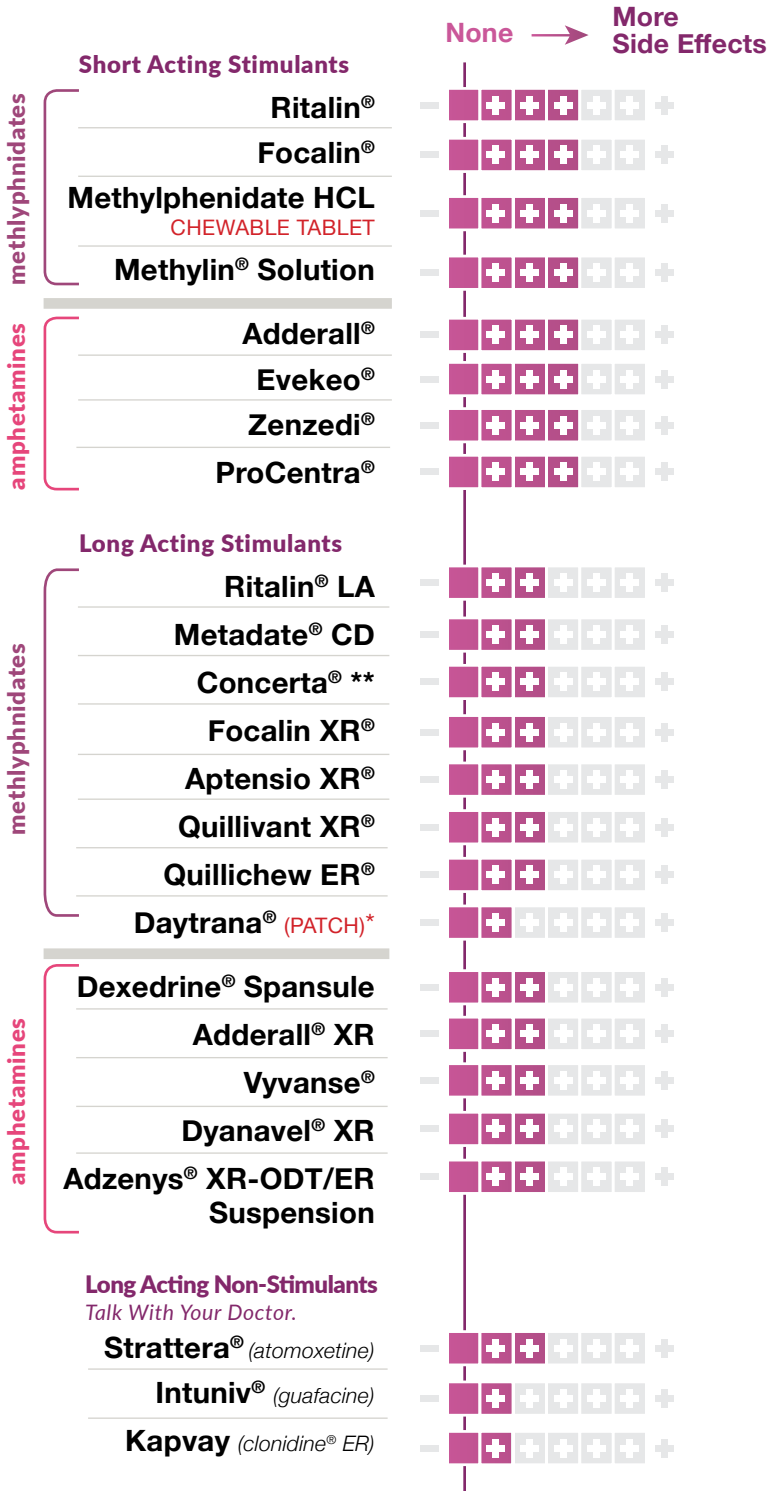 None
More
Side Effects
Short Acting Stimulants
methlyphnidates
Ritalin®
Focalin®
Methylphenidate HCL
CHEWABLE TABLET
Methylin® Solution
amphetamines
Adderall®
Evekeo®
Zenzedi®
ProCentra®
Long Acting Stimulants
methlyphnidates
Ritalin® LA
Metadate® CD
Concerta® **
Focalin XR®
Aptensio XR®
Quillivant XR®
Quillichew ER®
Daytrana® (PATCH)*
amphetamines
Dexedrine® Spansule
Adderall® XR
Vyvanse®
Dyanavel® XR
Adzenys® XR-ODT/ER
Suspension
Long Acting Non-Stimulants
Talk With Your Doctor.
Strattera® (atomoxetine)
Intuniv® (guafacine)
Kapvay (clonidine® ER)